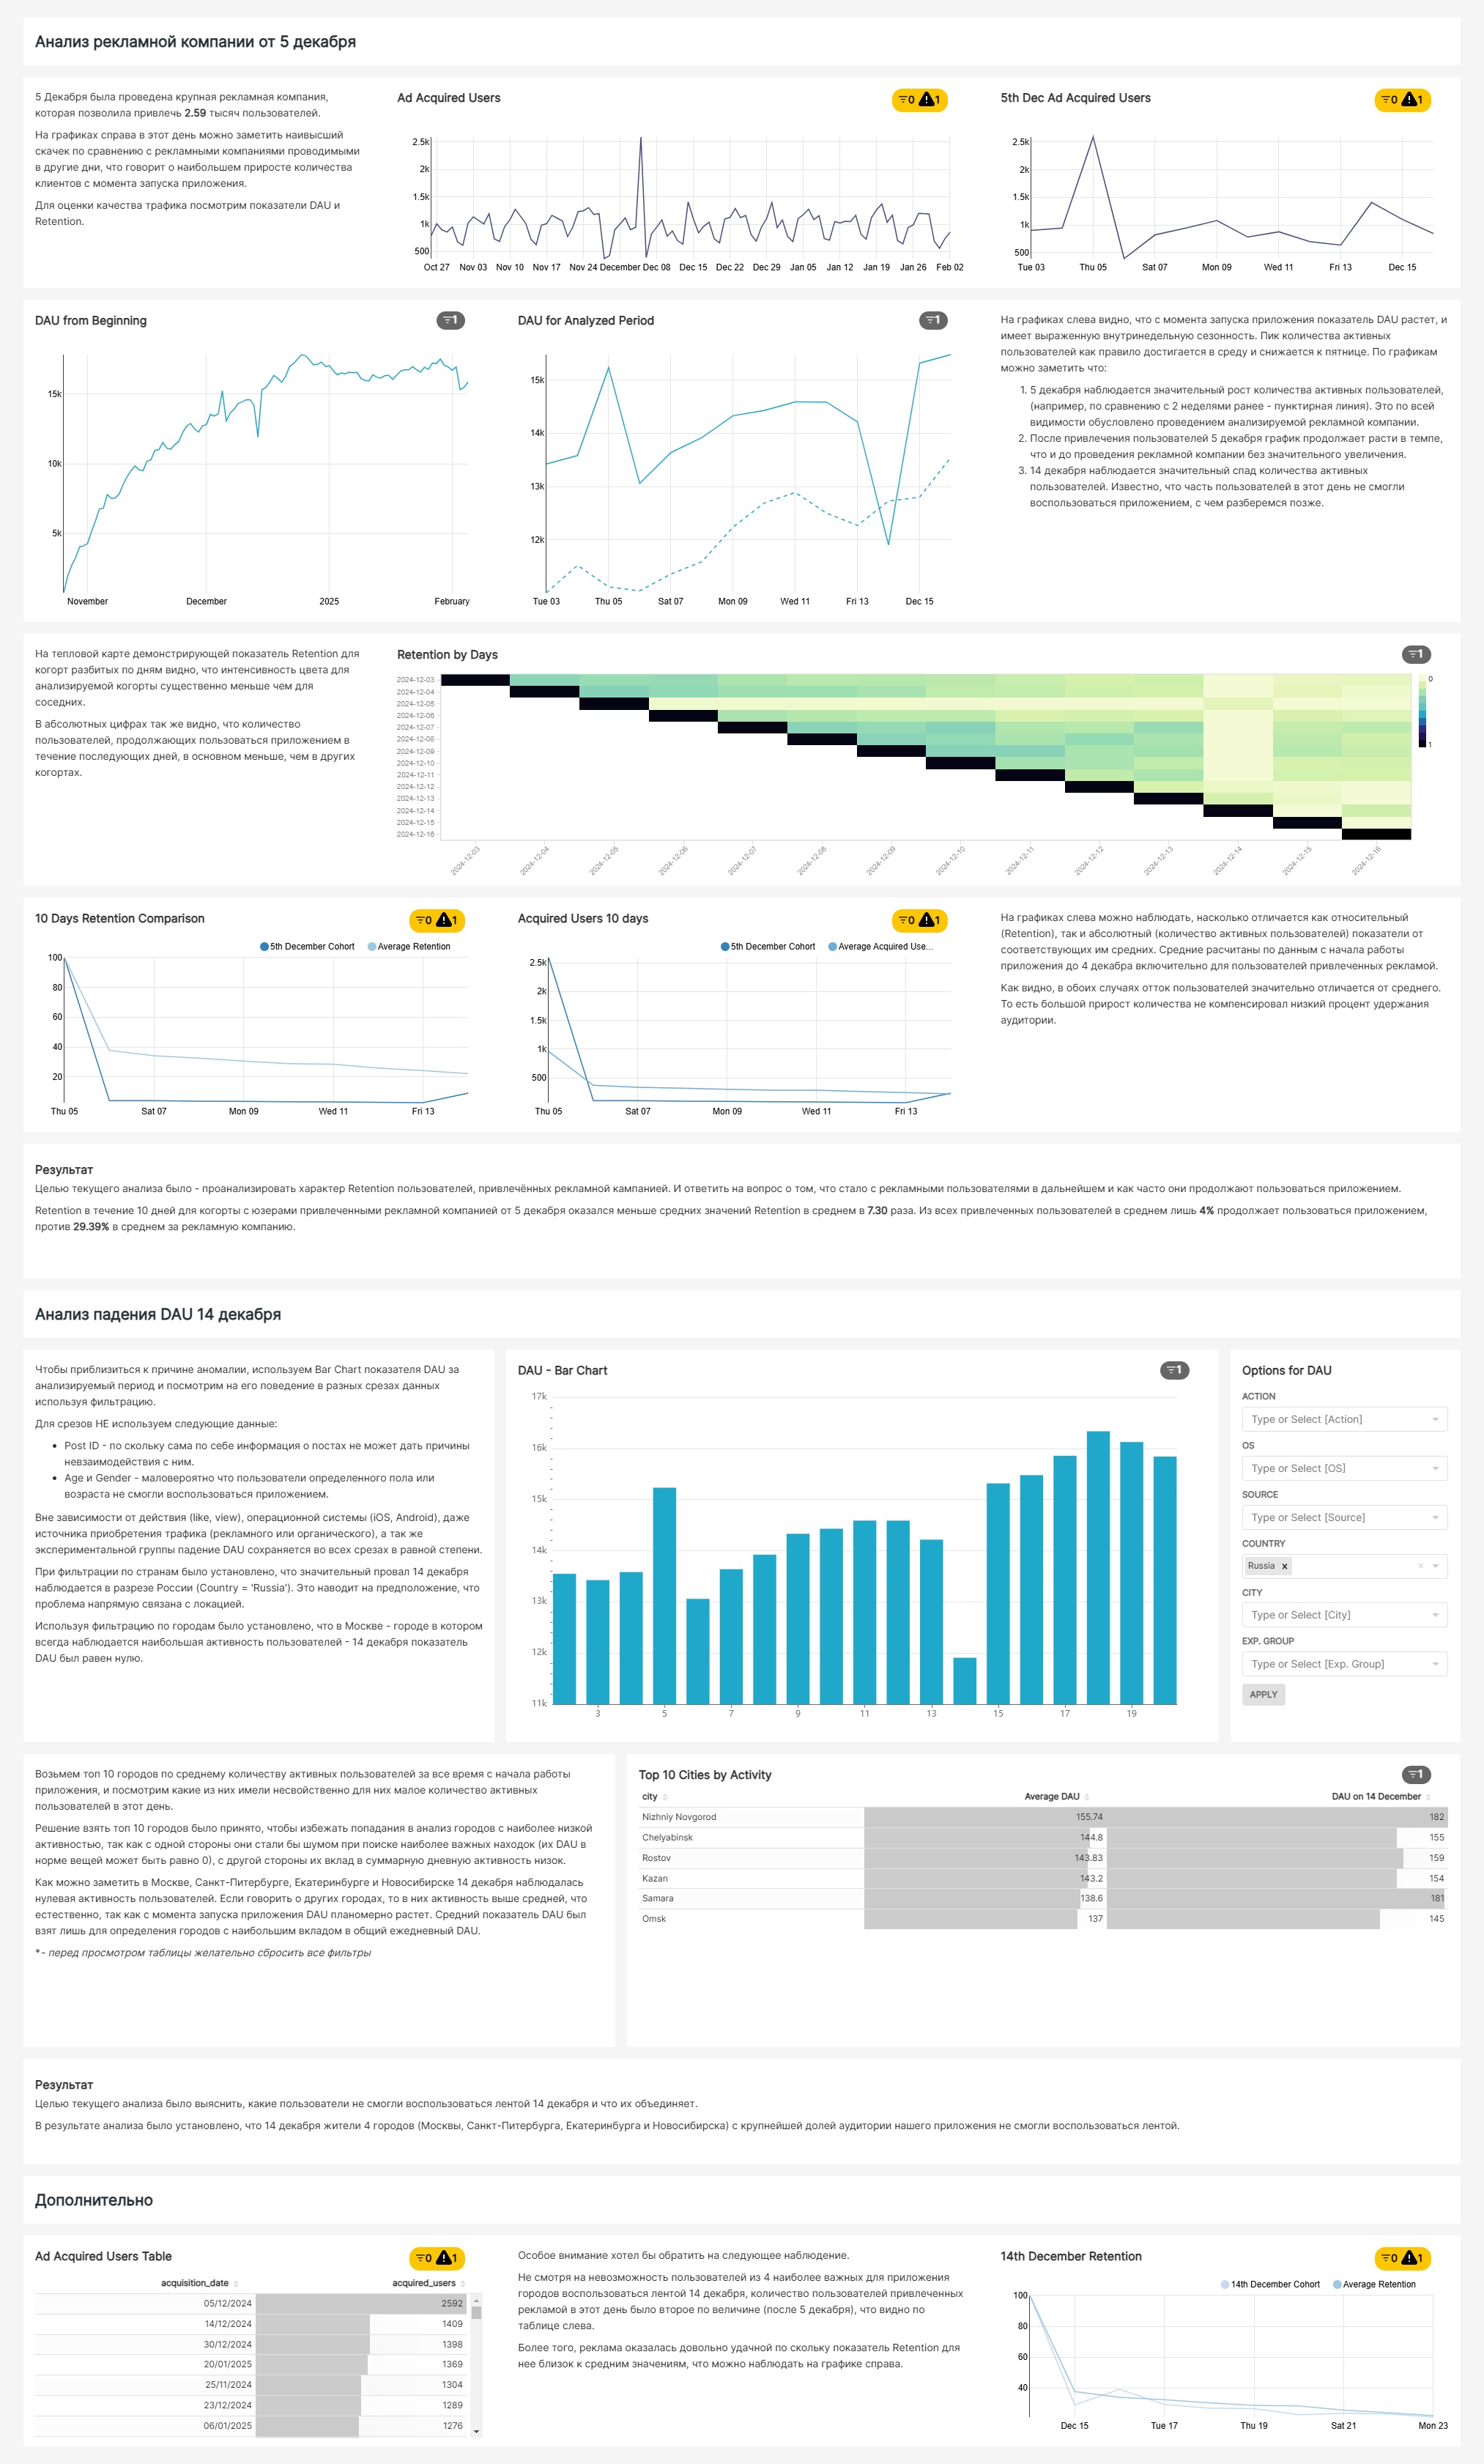 Анализ рекламной компании от 5 декабря
5 Декабря была проведена крупная рекламная компания,
которая позволила привлечь 2.59 тысяч пользователей.
На графиках справа в этот день можно заметить наивысший
скачек по сравнению с рекламными компаниями проводимыми
в другие дни, что говорит о наибольшем приросте количества
клиентов с момента запуска приложения.
Для оценки качества трафика посмотрим показатели DAU и
Retention.
Ad Acquired Users
0 1
2.5k
2k
1.5k
1k
500
Oct 27 Nov 03 Nov 10 Nov 17 Nov 24 December Dec 08 Dec 15 Dec 22 Dec 29 Jan 05 Jan 12 Jan 19 Jan 26 Feb 02
5th Dec Ad Acquired Users
0 1
2.5k
2k
1.5k
1k
500
Tue 03 Thu 05 Sat 07 Mon 09 Wed 11 Fri 13 Dec 15
DAU from Beginning
1
15k
10k
5k
November December 2025 February
DAU for Analyzed Period
1
15k
14k
13k
12k
Tue 03 Thu 05 Sat 07 Mon 09 Wed 11 Fri 13 Dec 15
На графиках слева видно, что с момента запуска приложения показатель DAU растет, и
имеет выраженную внутринедельную сезонность. Пик количества активных
пользователей как правило достигается в среду и снижается к пятнице. По графикам
можно заметить что:
1. 5 декабря наблюдается значительный рост количества активных пользователей,
(например, по сравнению с 2 неделями ранее - пунктирная линия). Это по всей
видимости обусловлено проведением анализируемой рекламной компании.
2. После привлечения пользователей 5 декабря график продолжает расти в темпе,
что и до проведения рекламной компании без значительного увеличения.
3. 14 декабря наблюдается значительный спад количества активных
пользователей. Известно, что часть пользователей в этот день не смогли
воспользоваться приложением, с чем разберемся позже.
На тепловой карте демонстрирующей показатель Retention для
когорт разбитых по дням видно, что интенсивность цвета для
анализируемой когорты существенно меньше чем для
соседних.
В абсолютных цифрах так же видно, что количество
пользователей, продолжающих пользоваться приложением в
течение последующих дней, в основном меньше, чем в других
когортах.
Retention by Days
1
2024-12-03
2024-12-04
2024-12-05
2024-12-06
2024-12-07
2024-12-08
2024-12-09
2024-12-10
2024-12-11
2024-12-12
2024-12-13
2024-12-14
2024-12-15
2024-12-16
2024-12-03 2024-12-04 2024-12-05 2024-12-06 2024-12-07 2024-12-08 2024-12-09 2024-12-10 2024-12-11 2024-12-12 2024-12-13 2024-12-14 2024-12-15 2024-12-16
0
1
10 Days Retention Comparison
0 1
5th December Cohort Average Retention
100
80
60
40
20
Thu 05 Sat 07 Mon 09 Wed 11 Fri 13
Acquired Users 10 days
0 1
5th December Cohort Average Acquired Use...
2.5k
2k
1.5k
1k
500
Thu 05 Sat 07 Mon 09 Wed 11 Fri 13
На графиках слева можно наблюдать, насколько отличается как относительный
(Retention), так и абсолютный (количество активных пользователей) показатели от
соответствующих им средних. Средние расчитаны по данным с начала работы
приложения до 4 декабря включительно для пользователей привлеченных рекламой.
Как видно, в обоих случаях отток пользователей значительно отличается от среднего.
То есть большой прирост количества не компенсировал низкий процент удержания
аудитории.
Результат
Целью текущего анализа было - проанализировать характер Retention пользователей, привлечённых рекламной кампанией. И ответить на вопрос о том, что стало с рекламными пользователями в дальнейшем и как часто они продолжают пользоваться приложением.
Retention в течение 10 дней для когорты с юзерами привлеченными рекламной компанией от 5 декабря оказался меньше средних значений Retention в среднем в 7.30 раза. Из всех привлеченных пользователей в среднем лишь 4% продолжает пользоваться приложением,
против 29.39% в среднем за рекламную компанию.
Анализ падения DAU 14 декабря
Чтобы приблизиться к причине аномалии, используем Bar Chart показателя DAU за
анализируемый период и посмотрим на его поведение в разных срезах данных
используя фильтрацию.
Для срезов НЕ используем следующие данные:
• Post ID - по скольку сама по себе информация о постах не может дать причины
невзаимодействия с ним.
• Age и Gender - маловероятно что пользователи определенного пола или
возраста не смогли воспользоваться приложением.
Вне зависимости от действия (like, view), операционной системы (iOS, Android), даже
источника приобретения трафика (рекламного или органического), а так же
экспериментальной группы падение DAU сохраняется во всех срезах в равной степени.
При фильтрации по странам было установлено, что значительный провал 14 декабря
наблюдается в разрезе России (Country = 'Russia'). Это наводит на предположение, что
проблема напрямую связана с локацией.
Используя фильтрацию по городам было установлено, что в Москве - городе в котором
всегда наблюдается наибольшая активность пользователей - 14 декабря показатель
DAU был равен нулю.
DAU - Bar Chart
1
17k
16k
15k
14k
13k
12k
11k
3 5 7 9 11 13 15 17 19
Options for DAU
ACTION
Type or Select [Action]
OS
Type or Select [OS]
SOURCE
Type or Select [Source]
COUNTRY
Russia x
CITY
Type or Select [City]
EXP. GROUP
Type or Select [Exp. Group]
APPLY
Возьмем топ 10 городов по среднему количеству активных пользователей за все время с начала работы
приложения, и посмотрим какие из них имели несвойственно для них малое количество активных
пользователей в этот день.
Решение взять топ 10 городов было принято, чтобы избежать попадания в анализ городов с наиболее низкой
активностью, так как с одной стороны они стали бы шумом при поиске наиболее важных находок (их DAU в
норме вещей может быть равно 0), с другой стороны их вклад в суммарную дневную активность низок.
Как можно заметить в Москве, Санкт-Питербурге, Екатеринбурге и Новосибирске 14 декабря наблюдалась
нулевая активность пользователей. Если говорить о других городах, то в них активность выше средней, что
естественно, так как с момента запуска приложения DAU планомерно растет. Средний показатель DAU был
взят лишь для определения городов с наибольшим вкладом в общий ежедневный DAU.
*- перед просмотром таблицы желательно сбросить все фильтры
Top 10 Cities by Activity
1
city Average DAU DAU on 14 December
Nizhniy Novgorod 155.74 182
Chelyabinsk 144.8 155
Rostov 143.83 159
Kazan 143.2 154
Samara 138.6 181
Omsk 137 145
Результат
Целью текущего анализа было выяснить, какие пользователи не смогли воспользоваться лентой 14 декабря и что их объединяет.
В результате анализа было установлено, что 14 декабря жители 4 городов (Москвы, Санкт-Питербурга, Екатеринбурга и Новосибирска) с крупнейшей долей аудитории нашего приложения не смогли воспользоваться лентой.
Дополнительно
Ad Acquired Users Table
0 1
acquisition_date acquired_users
05/12/2024 2592
14/12/2024 1409
30/12/2024 1398
20/01/2025 1369
25/11/2024 1304
23/12/2024 1289
06/01/2025 1276
Особое внимание хотел бы обратить на следующее наблюдение.
Не смотря на невозможность пользователей из 4 наиболее важных для приложения
городов воспользоваться лентой 14 декабря, количество пользователей привлеченных
рекламой в этот день было второе по величине (после 5 декабря), что видно по
таблице слева.
Более того, реклама оказалась довольно удачной по скольку показатель Retention для
нее близок к средним значениям, что можно наблюдать на графике справа.
14th December Retention
0 1
14th December Cohort Average Retention
100
80
60
40
Dec 15 Tue 17 Thu 19 Sat 21 Mon 23